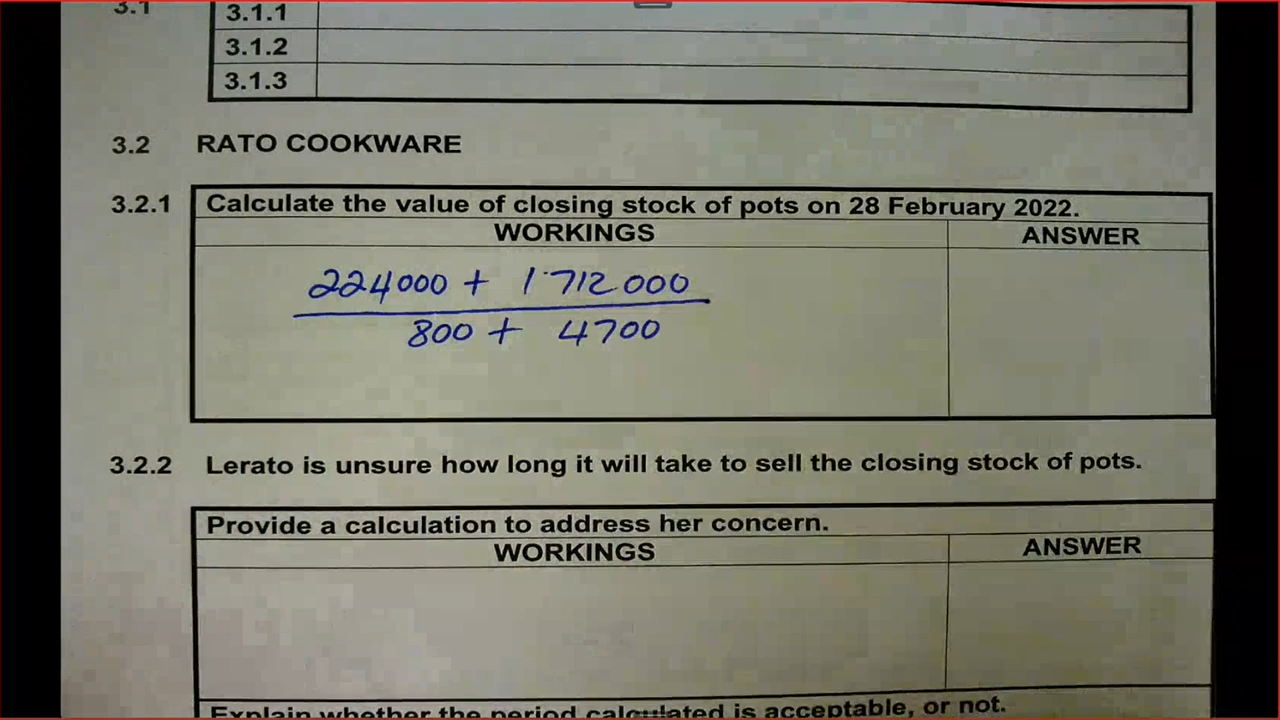 3.1
3.1.1
3.1.2
3.1.3
3.2 RATO COOKWARE
3.2.1 Calculate the value of closing stock of pots on 28 February 2022.
WORKINGS ANSWER
224000 + 1 712 000
800 + 4700
3.2.2 Lerato is unsure how long it will take to sell the closing stock of pots.
Provide a calculation to address her concern.
WORKINGS ANSWER
Explain whether the period calculated is acceptable, or not.